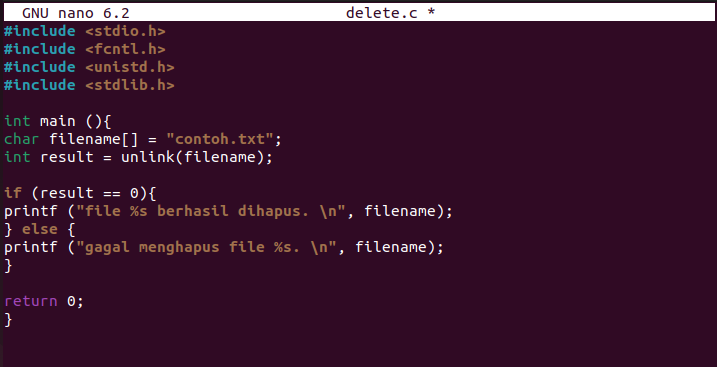 GNU nano 6.2 delete.c *
#include <stdio.h>
#include <fcntl.h>
#include <unistd.h>
#include <stdlib.h>
int main (){
char filename[] = "contoh.txt";
int result = unlink(filename);
if (result == 0){
printf ("file %s berhasil dihapus. \n", filename);
} else {
printf ("gagal menghapus file %s. \n", filename);
}
return 0;
}